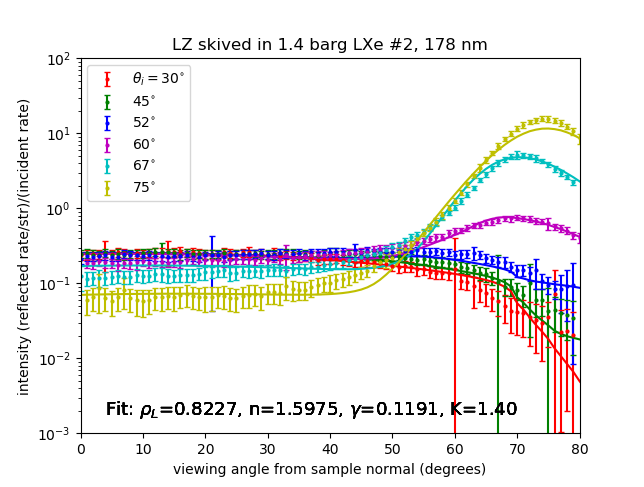 LZ skived in 1.4 barg LXe #2, 178 nm
intensity (reflected rate/str)/(incident rate)
10²
10¹
10⁰
10⁻¹
10⁻²
10⁻³
θᵢ = 30°
45°
52°
60°
67°
75°
Fit: ρ_L=0.8227, n=1.5975, γ=0.1191, K=1.40
0 10 20 30 40 50 60 70 80
viewing angle from sample normal (degrees)